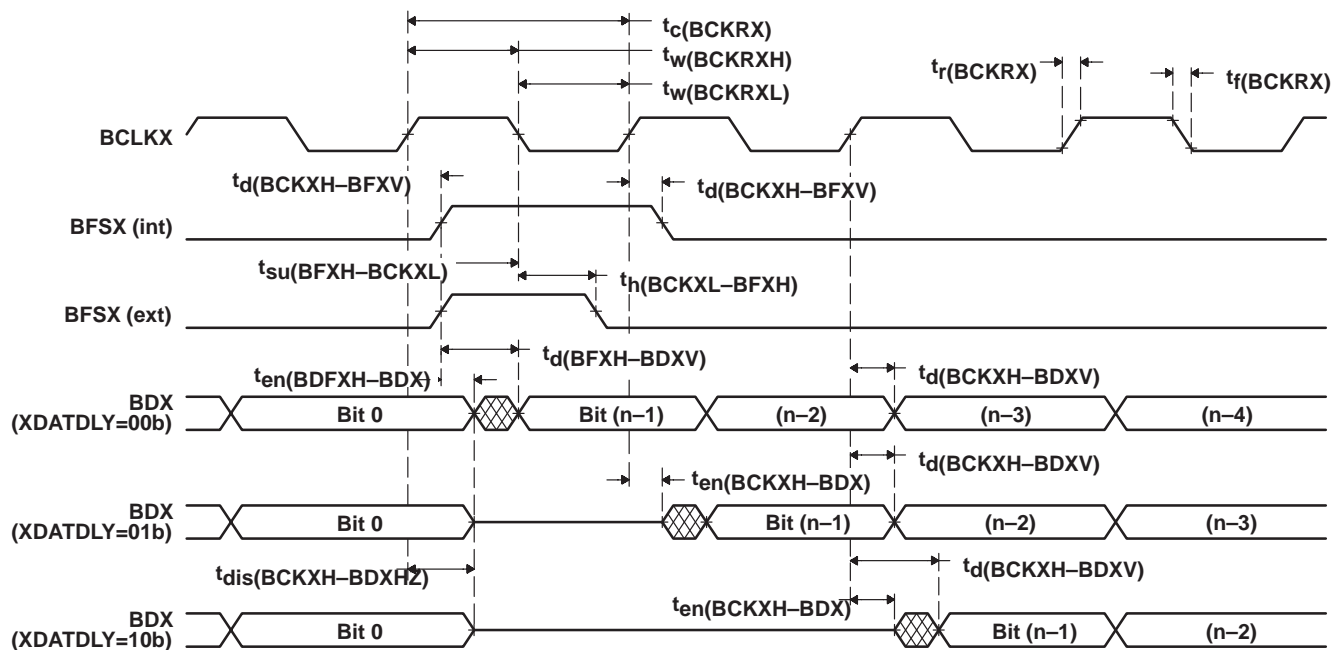 tc(BCKRX)
tw(BCKRXH)
tr(BCKRX)
tf(BCKRX)
tw(BCKRXL)
BCLKX
td(BCKXH–BFXV)
td(BCKXH–BFXV)
BFSX (int)
tsu(BFXH–BCKXL)
th(BCKXL–BFXH)
BFSX (ext)
td(BFXH–BDXV)
ten(BDFXH–BDX)
td(BCKXH–BDXV)
BDX
(XDATDLY=00b)
Bit 0
Bit (n–1)
(n–2)
(n–3)
(n–4)
td(BCKXH–BDXV)
ten(BCKXH–BDX)
BDX
(XDATDLY=01b)
Bit 0
Bit (n–1)
(n–2)
(n–3)
tdis(BCKXH–BDXHZ)
td(BCKXH–BDXV)
ten(BCKXH–BDX)
BDX
(XDATDLY=10b)
Bit 0
Bit (n–1)
(n–2)